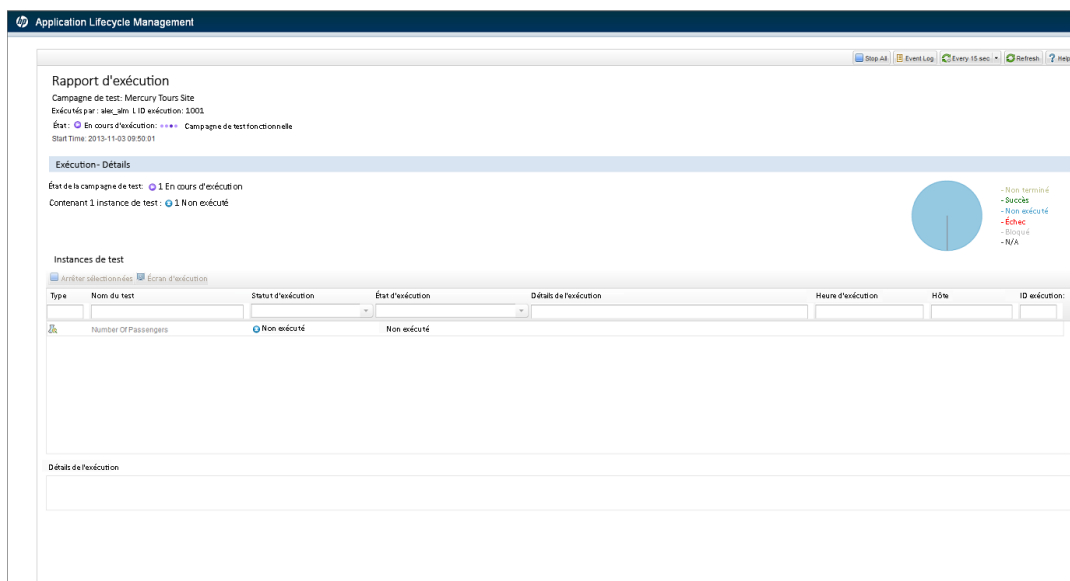 hp Application Lifecycle Management
Stop All Event Log Every 15 sec Refresh ? Help
Rapport d'exécution
Campagne de test: Mercury Tours Site
Exécutés par : alex_alm L ID exécution: 1001
État : En cours d'exécution: Campagne de test fonctionnelle
Start Time: 2013-11-03 09:50:01
Exécution- Détails
État de la campagne de test: 1 En cours d'exécution
Contenant 1 instance de test : 1 Non exécuté
- Non terminé
- Succès
- Non exécuté
- Échec
- Bloqué
- N/A
Instances de test
Arrêter sélectionnées Écran d'exécution
Type Nom du test Statut d'exécution État d'exécution Détails de l'exécution Heure d'exécution Hôte ID exécution:
Number Of Passengers Non exécuté Non exécuté
Détails de l'exécution